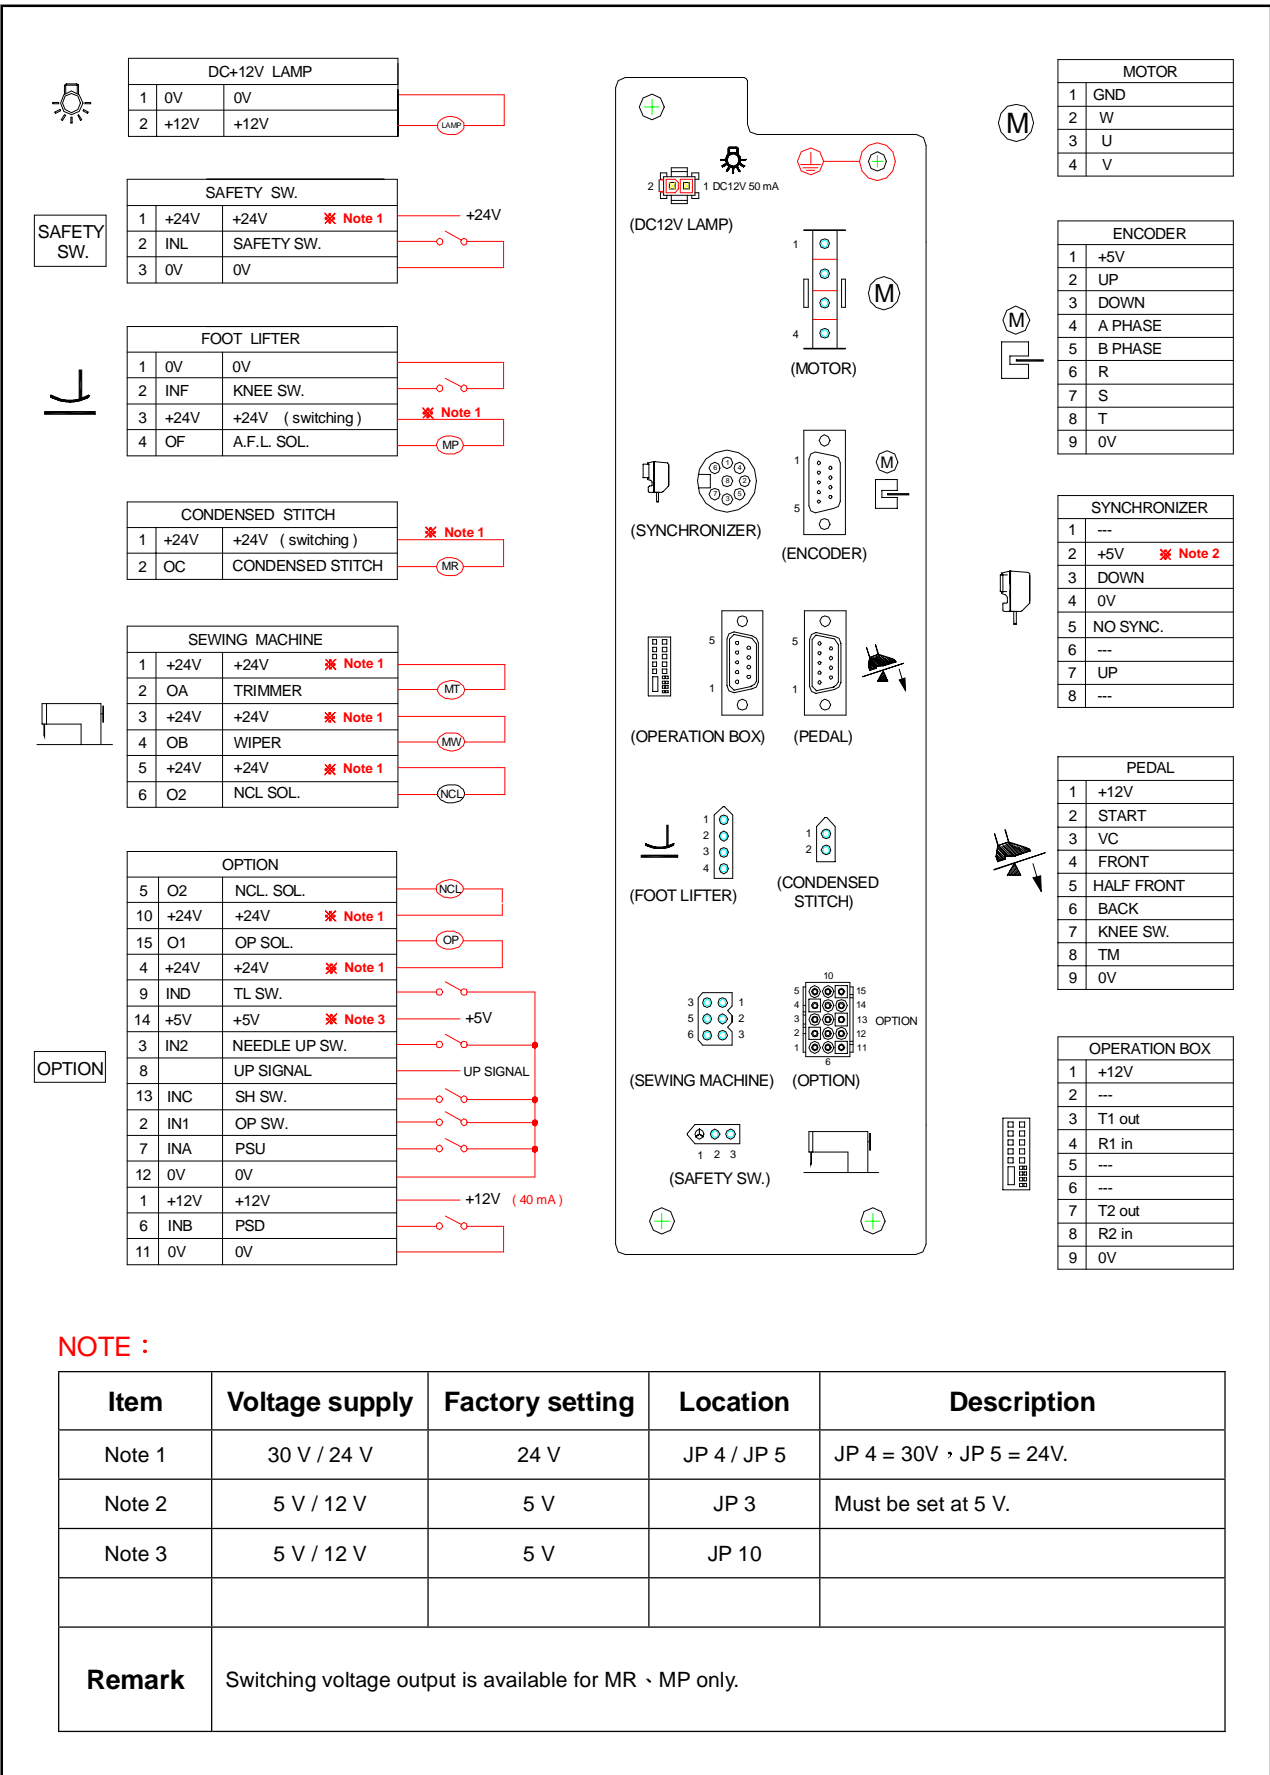 DC+12V LAMP
1 0V 0V
2 +12V +12V
LAMP
SAFETY SW.
SAFETY SW.
1 +24V +24V ※ Note 1
+24V
2 INL SAFETY SW.
3 0V 0V
FOOT LIFTER
1 0V 0V
2 INF KNEE SW.
3 +24V +24V ( switching )
※ Note 1
4 OF A.F.L. SOL.
MP
CONDENSED STITCH
1 +24V +24V ( switching )
※ Note 1
2 OC CONDENSED STITCH
MR
SEWING MACHINE
1 +24V +24V ※ Note 1
2 OA TRIMMER
MT
3 +24V +24V ※ Note 1
4 OB WIPER
MW
5 +24V +24V ※ Note 1
6 O2 NCL SOL.
NCL
OPTION
OPTION
5 O2 NCL. SOL.
NCL
10 +24V +24V ※ Note 1
15 O1 OP SOL.
OP
4 +24V +24V ※ Note 1
9 IND TL SW.
14 +5V +5V ※ Note 3
+5V
3 IN2 NEEDLE UP SW.
8 UP SIGNAL
UP SIGNAL
13 INC SH SW.
2 IN1 OP SW.
7 INA PSU
12 0V 0V
1 +12V +12V
+12V ( 40 mA )
6 INB PSD
11 0V 0V
2 1 DC12V 50 mA
(DC12V LAMP)
1
4
M
(MOTOR)
6 1 4
8 2
7 3 5
(SYNCHRONIZER)
1
5
M
(ENCODER)
5
1
(OPERATION BOX)
5
1
(PEDAL)
1
2
3
4
(FOOT LIFTER)
1
2
(CONDENSED
STITCH)
3 1
5 2
6 3
(SEWING MACHINE)
10
5 15
4 14
3 13 OPTION
2 12
1 11
6
(OPTION)
1 2 3
(SAFETY SW.)
M
MOTOR
1 GND
2 W
3 U
4 V
M
ENCODER
1 +5V
2 UP
3 DOWN
4 A PHASE
5 B PHASE
6 R
7 S
8 T
9 0V
SYNCHRONIZER
1 ---
2 +5V ※ Note 2
3 DOWN
4 0V
5 NO SYNC.
6 ---
7 UP
8 ---
PEDAL
1 +12V
2 START
3 VC
4 FRONT
5 HALF FRONT
6 BACK
7 KNEE SW.
8 TM
9 0V
OPERATION BOX
1 +12V
2 ---
3 T1 out
4 R1 in
5 ---
6 ---
7 T2 out
8 R2 in
9 0V
NOTE：
Item Voltage supply Factory setting Location Description
Note 1 30 V / 24 V 24 V JP 4 / JP 5 JP 4 = 30V，JP 5 = 24V.
Note 2 5 V / 12 V 5 V JP 3 Must be set at 5 V.
Note 3 5 V / 12 V 5 V JP 10
Remark Switching voltage output is available for MR、MP only.